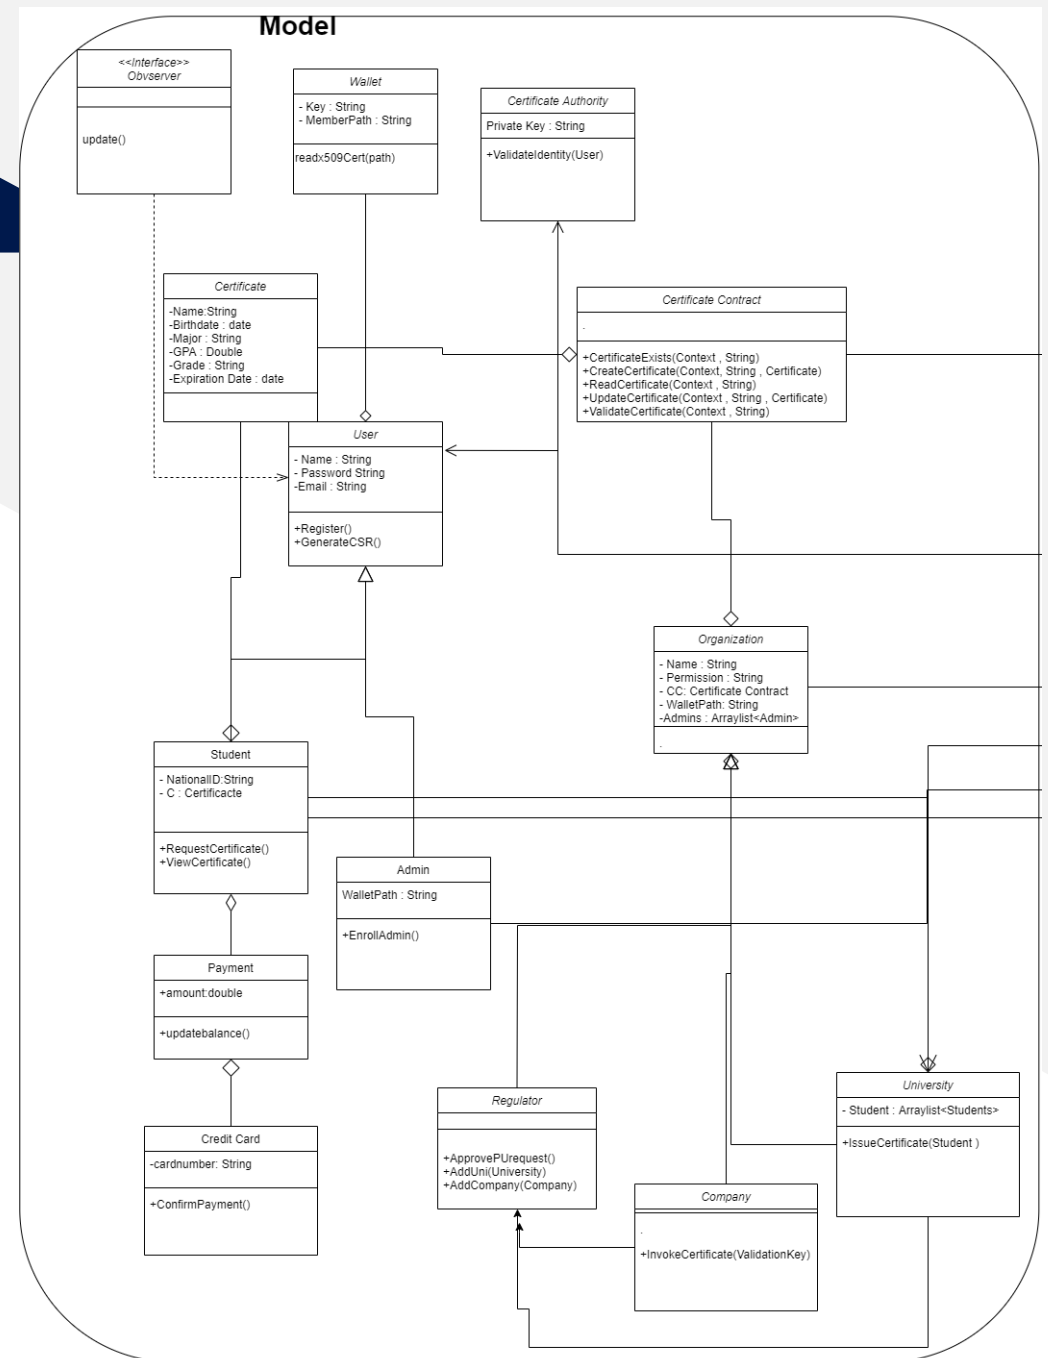 Model
<<Interface>>
Obvserver
update()
Wallet
- Key : String
- MemberPath : String
readx509Cert(path)
Certificate Authority
Private Key : String
+ValidateIdentity(User)
Certificate
-Name:String
-Birthdate : date
-Major : String
-GPA : Double
-Grade : String
-Expiration Date : date
Certificate Contract
.
+CertificateExists(Context , String)
+CreateCertificate(Context, String , Certificate)
+ReadCertificate(Context , String)
+UpdateCertificate(Context , String , Certificate)
+ValidateCertificate(Context , String)
User
- Name : String
- Password String
-Email : String
+Register()
+GenerateCSR()
Organization
- Name : String
- Permission : String
- CC: Certificate Contract
- WalletPath: String
-Admins : Arraylist<Admin>
.
Student
- NationalID:String
- C : Certificacte
+RequestCertificate()
+ViewCertificate()
Admin
WalletPath : String
+EnrollAdmin()
Payment
+amount:double
+updatebalance()
Credit Card
-cardnumber: String
+ConfirmPayment()
Regulator
+ApprovePUrequest()
+AddUni(University)
+AddCompany(Company)
University
- Student : Arraylist<Students>
+IssueCertificate(Student )
Company
.
+InvokeCertificate(ValidationKey)